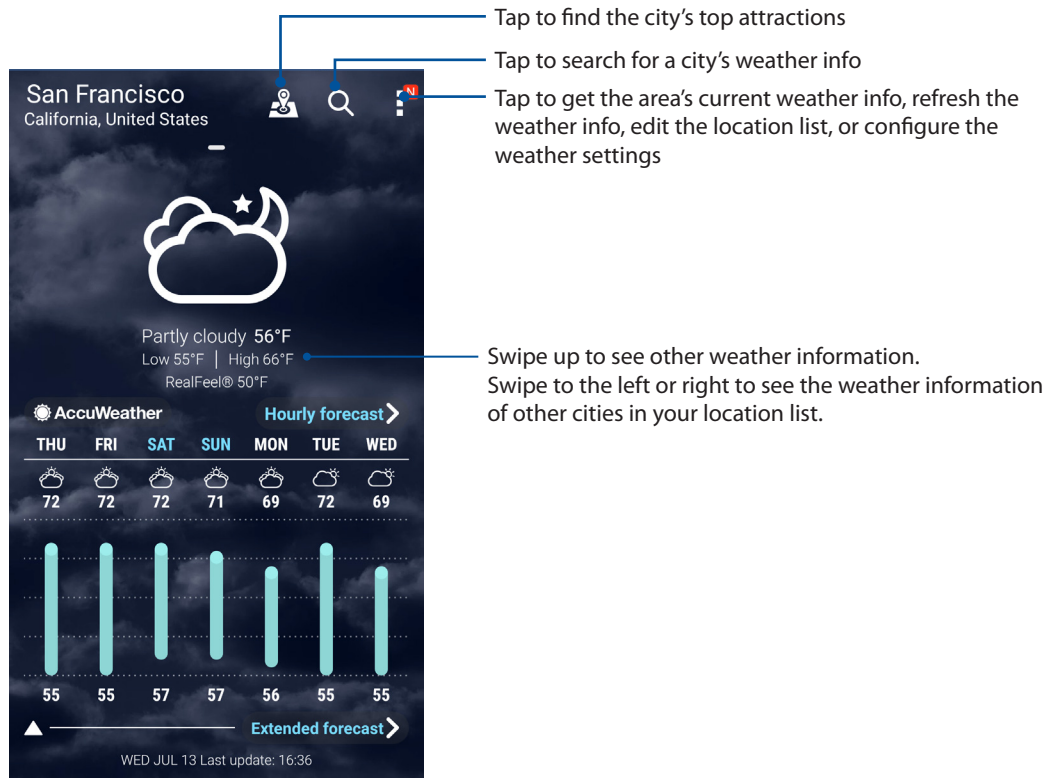 Tap to find the city's top attractions
Tap to search for a city's weather info
Tap to get the area's current weather info, refresh the
weather info, edit the location list, or configure the
weather settings
San Francisco
California, United States
N
Partly cloudy 56°F
Low 55°F | High 66°F
RealFeel® 50°F
Swipe up to see other weather information.
Swipe to the left or right to see the weather information
of other cities in your location list.
AccuWeather Hourly forecast
THU FRI SAT SUN MON TUE WED
72 72 72 71 69 72 69
55 55 57 57 56 55 55
Extended forecast
WED JUL 13 Last update: 16:36